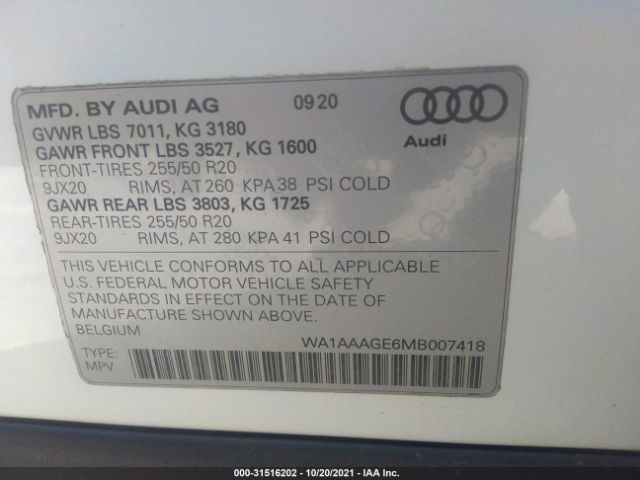 MFD. BY AUDI AG 09 20
GVWR LBS 7011, KG 3180
GAWR FRONT LBS 3527, KG 1600
FRONT-TIRES 255/50 R20
9JX20 RIMS, AT 260 KPA 38 PSI COLD
GAWR REAR LBS 3803, KG 1725
REAR-TIRES 255/50 R20
9JX20 RIMS, AT 280 KPA 41 PSI COLD
Audi
THIS VEHICLE CONFORMS TO ALL APPLICABLE
U.S. FEDERAL MOTOR VEHICLE SAFETY
STANDARDS IN EFFECT ON THE DATE OF
MANUFACTURE SHOWN ABOVE.
BELGIUM
WA1AAAGE6MB007418
TYPE:
MPV
000-31516202 - 10/20/2021 - IAA Inc.